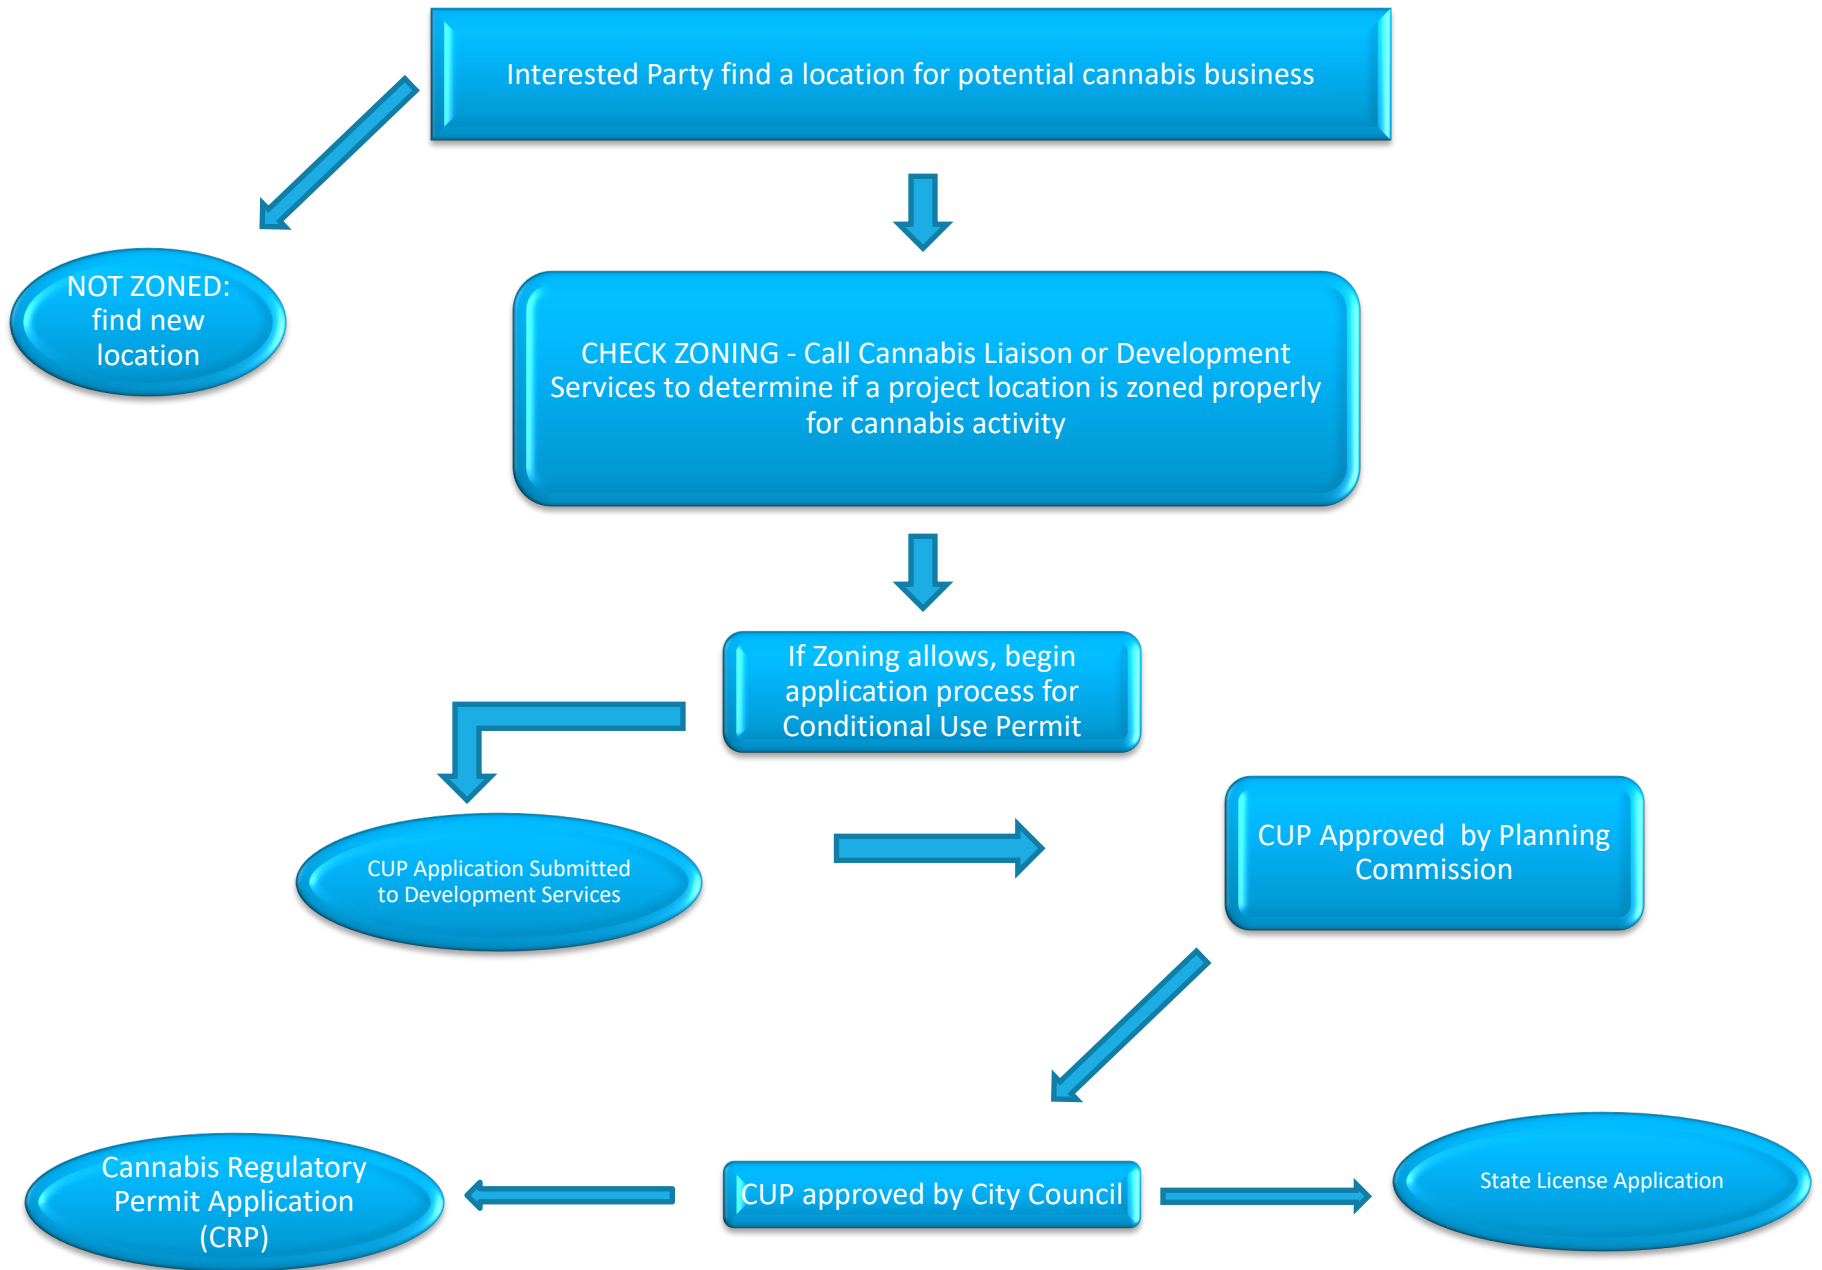 Interested Party find a location for potential cannabis business
NOT ZONED:
find new
location
CHECK ZONING - Call Cannabis Liaison or Development
Services to determine if a project location is zoned properly
for cannabis activity
If Zoning allows, begin
application process for
Conditional Use Permit
CUP Application Submitted
to Development Services
CUP Approved  by Planning
Commission
Cannabis Regulatory
Permit Application
(CRP)
CUP approved by City Council
State License Application